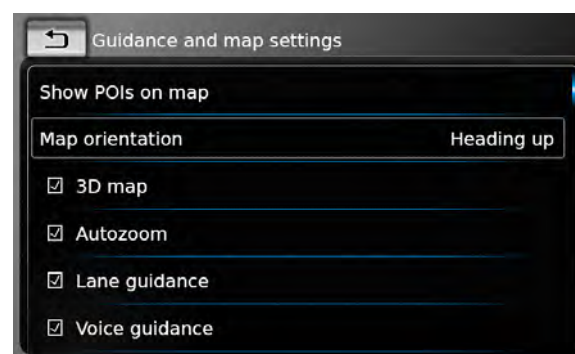 Guidance and map settings
Show POIs on map
Map orientation Heading up
3D map
Autozoom
Lane guidance
Voice guidance